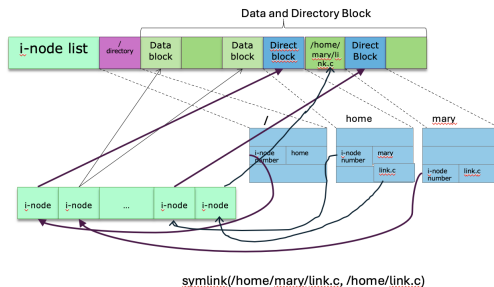 Data and Directory Block
i-node list
/
directory
Data
block
Data
block
Direct
block
/home/
mary/li
nk.c
Direct
block
/
home
mary
i-node
number
home
i-node
number
mary
link.c
i-node
number
link.c
i-node
i-node
...
i-node
i-node
symlink(/home/mary/link.c, /home/link.c)